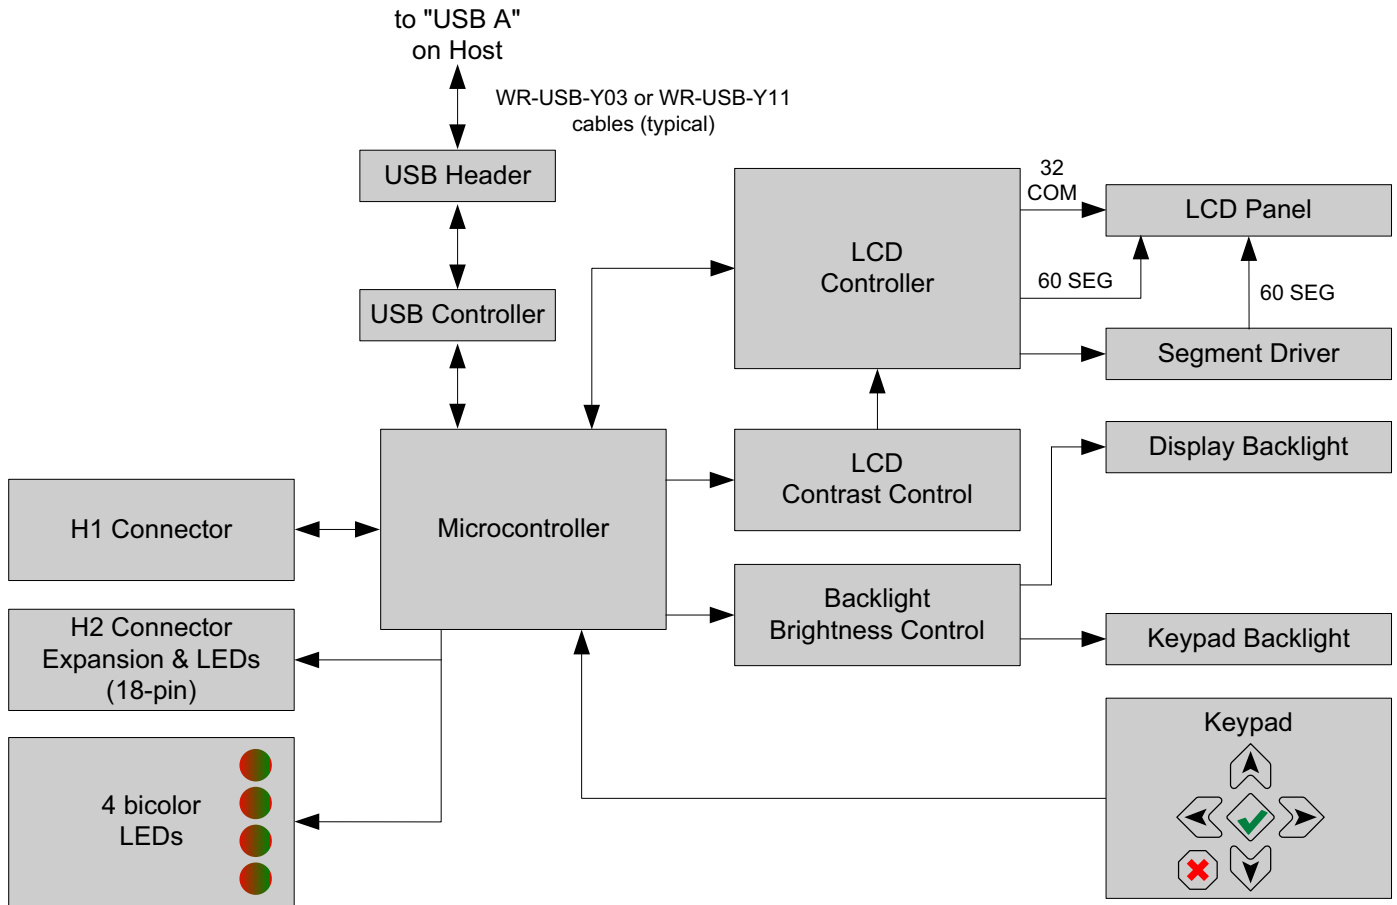 to "USB A"
on Host
WR-USB-Y03 or WR-USB-Y11
cables (typical)
USB Header
USB Controller
32
COM
LCD Panel
LCD
Controller
60 SEG
60 SEG
Segment Driver
LCD
Contrast Control
Display Backlight
H1 Connector
Microcontroller
Backlight
Brightness Control
Keypad Backlight
H2 Connector
Expansion & LEDs
(18-pin)
4 bicolor
LEDs
Keypad